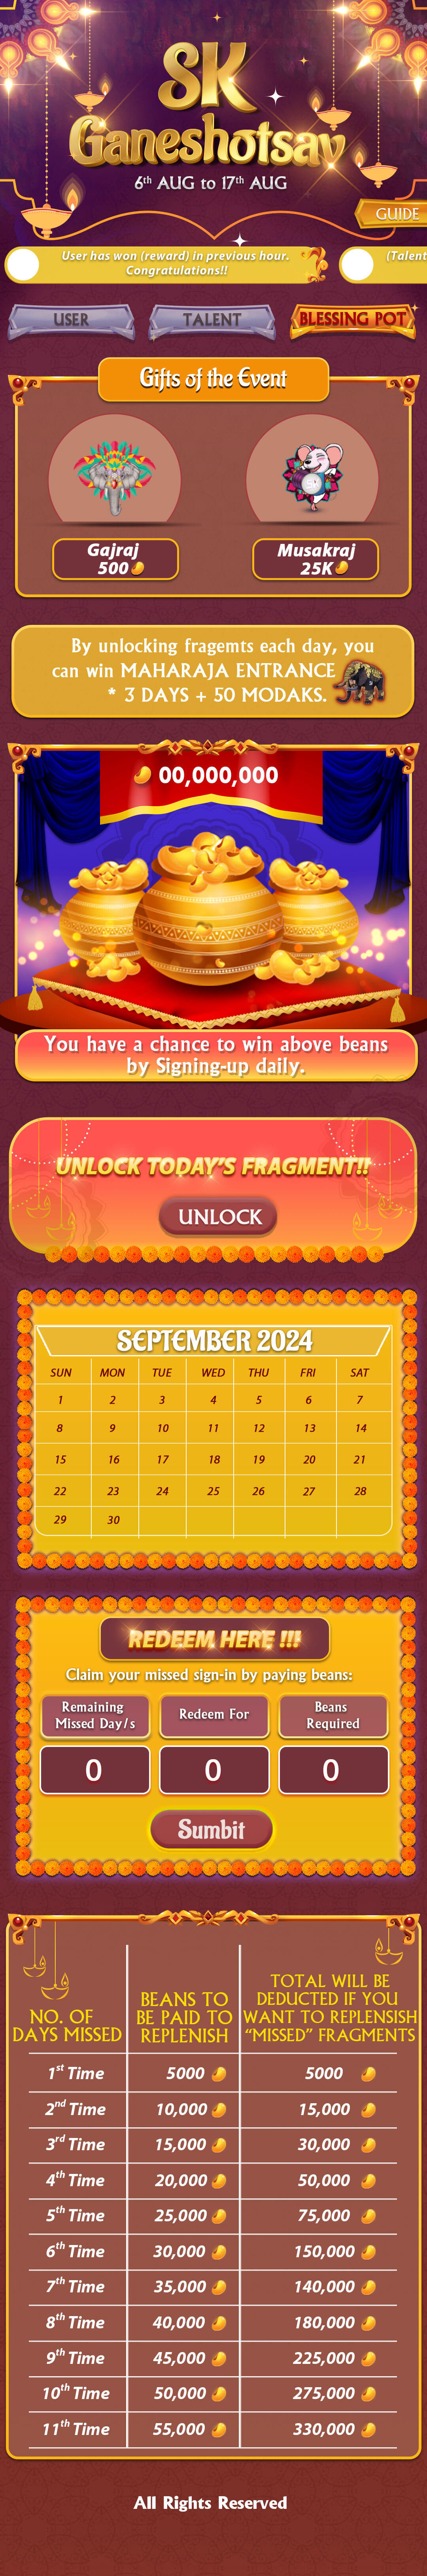 SK
Ganeshotsav
6th AUG to 17th AUG
GUIDE
User has won (reward) in previous hour.
Congratulations!!
(Talent
USER
TALENT
BLESSING POT
Gifts of the Event
Gajraj
500
Musakraj
25K
By unlocking fragemts each day, you
can win MAHARAJA ENTRANCE
* 3 DAYS + 50 MODAKS.
00,000,000
You have a chance to win above beans
by Signing-up daily.
UNLOCK TODAY'S FRAGMENT!!
UNLOCK
SEPTEMBER 2024
SUN MON TUE WED THU FRI SAT
1 2 3 4 5 6 7
8 9 10 11 12 13 14
15 16 17 18 19 20 21
22 23 24 25 26 27 28
29 30
REDEEM HERE !!!
Claim your missed sign-in by paying beans:
Remaining
Missed Day/s
Redeem For
Beans
Required
0 0 0
Sumbit
NO. OF
DAYS MISSED
BEANS TO
BE PAID TO
REPLENISH
TOTAL WILL BE
DEDUCTED IF YOU
WANT TO REPLENSISH
“MISSED” FRAGMENTS
1st Time 5000 5000
2nd Time 10,000 15,000
3rd Time 15,000 30,000
4th Time 20,000 50,000
5th Time 25,000 75,000
6th Time 30,000 150,000
7th Time 35,000 140,000
8th Time 40,000 180,000
9th Time 45,000 225,000
10th Time 50,000 275,000
11th Time 55,000 330,000
All Rights Reserved